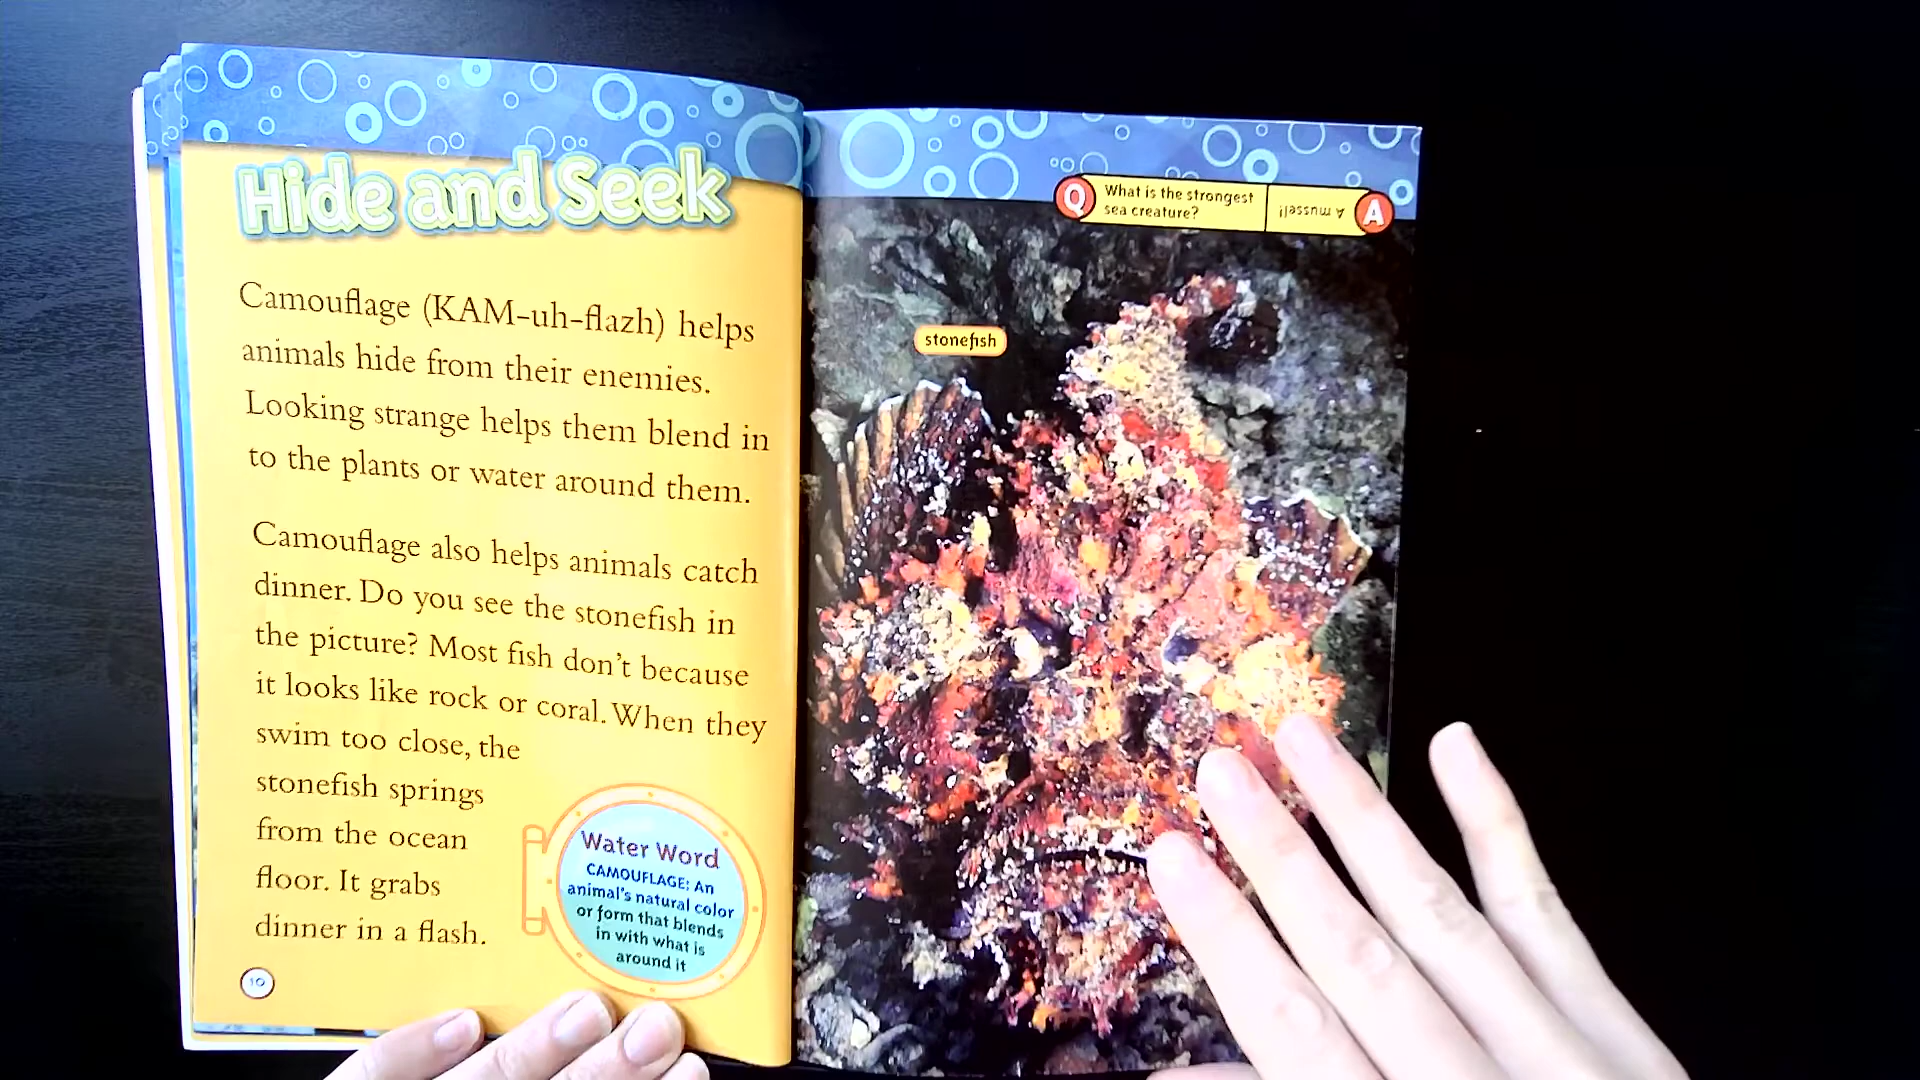 Hide and Seek
Camouflage (KAM-uh-flazh) helps
animals hide from their enemies.
Looking strange helps them blend in
to the plants or water around them.
Camouflage also helps animals catch
dinner. Do you see the stonefish in
the picture? Most fish don't because
it looks like rock or coral. When they
swim too close, the
stonefish springs
from the ocean
floor. It grabs
dinner in a flash.
Water Word
CAMOUFLAGE: An
animal's natural color
or form that blends
in with what is
around it
10
Q
What is the strongest
sea creature?
A mussel!
A
stonefish